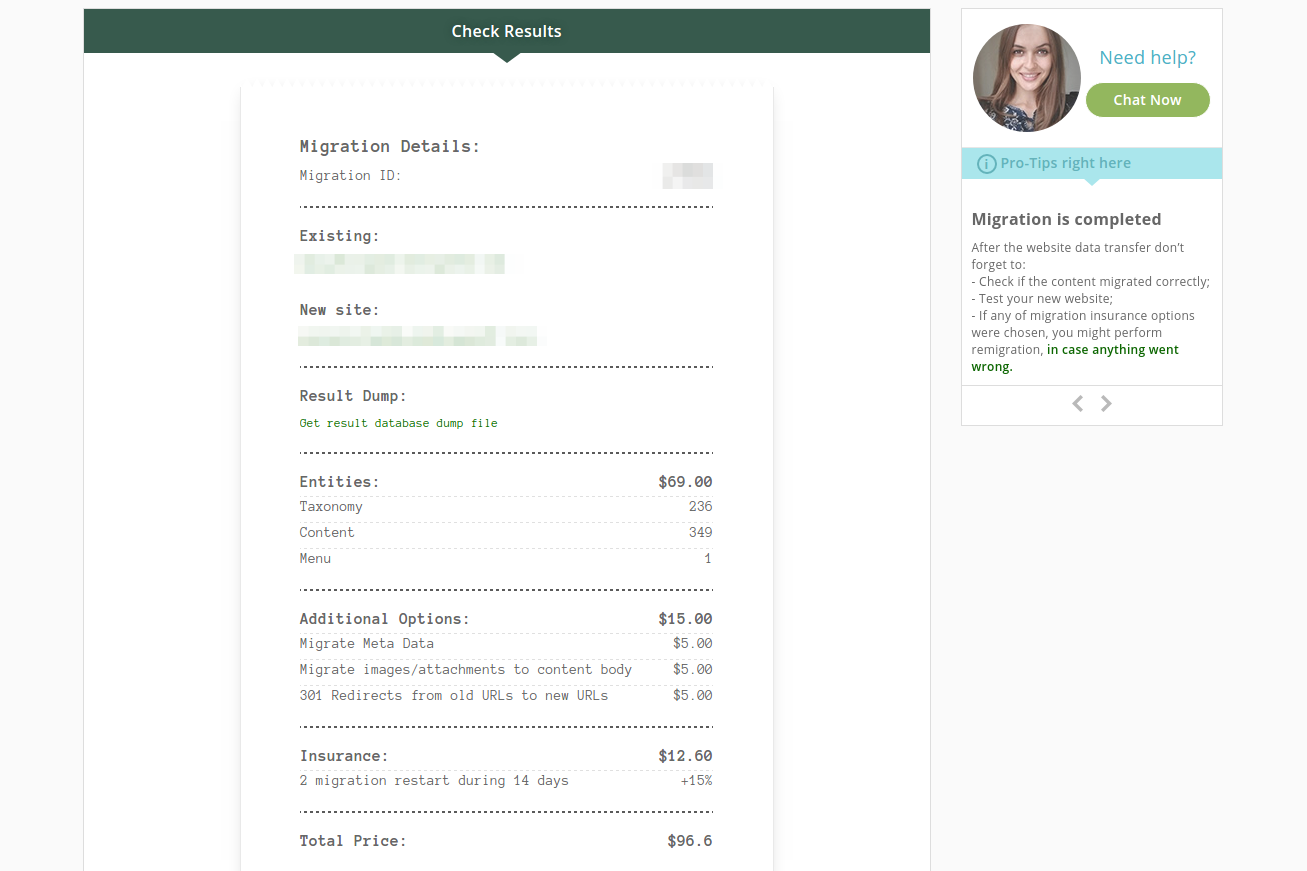 Check Results
Migration Details:
Migration ID:
Existing:
New site:
Result Dump:
Get result database dump file
Entities: $69.00
Taxonomy 236
Content 349
Menu 1
Additional Options: $15.00
Migrate Meta Data $5.00
Migrate images/attachments to content body $5.00
301 Redirects from old URLs to new URLs $5.00
Insurance: $12.60
2 migration restart during 14 days +15%
Total Price: $96.6
Need help?
Chat Now
Pro-Tips right here
Migration is completed
After the website data transfer don't
forget to:
- Check if the content migrated correctly;
- Test your new website;
- If any of migration insurance options
were chosen, you might perform
remigration, in case anything went
wrong.